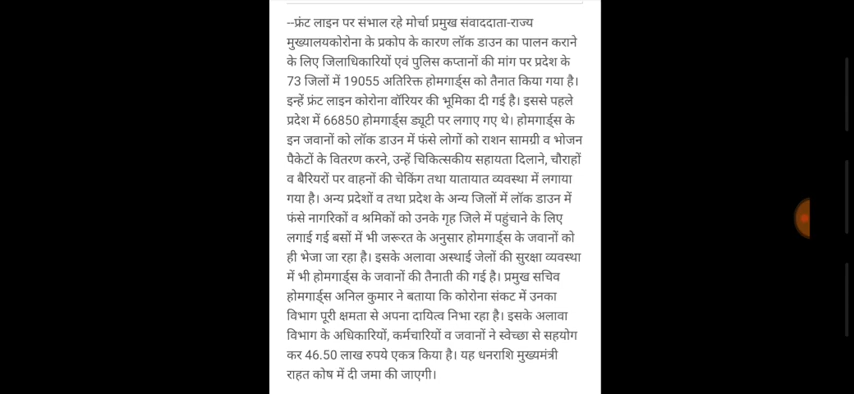 --फ्रंट लाइन पर संभाल रहे मोर्चा प्रमुख संवाददाता-राज्य
मुख्यालयकोरोना के प्रकोप के कारण लॉक डाउन का पालन कराने
के लिए जिलाधिकारियों एवं पुलिस कप्तानों की मांग पर प्रदेश के
73 जिलों में 19055 अतिरिक्त होमगार्ड्स को तैनात किया गया है।
इन्हें फ्रंट लाइन कोरोना वॉरियर की भूमिका दी गई है। इससे पहले
प्रदेश में 66850 होमगार्ड्स ड्यूटी पर लगाए गए थे। होमगार्ड्स के
इन जवानों को लॉक डाउन में फंसे लोगों को राशन सामग्री व भोजन
पैकेटों के वितरण करने, उन्हें चिकित्सकीय सहायता दिलाने, चौराहों
व बैरियरों पर वाहनों की चेकिंग तथा यातायात व्यवस्था में लगाया
गया है। अन्य प्रदेशों व तथा प्रदेश के अन्य जिलों में लॉक डाउन में
फंसे नागरिकों व श्रमिकों को उनके गृह जिले में पहुंचाने के लिए
लगाई गई बसों में भी जरूरत के अनुसार होमगार्ड्स के जवानों को
ही भेजा जा रहा है। इसके अलावा अस्थाई जेलों की सुरक्षा व्यवस्था
में भी होमगार्ड्स के जवानों की तैनाती की गई है। प्रमुख सचिव
होमगार्ड्स अनिल कुमार ने बताया कि कोरोना संकट में उनका
विभाग पूरी क्षमता से अपना दायित्व निभा रहा है। इसके अलावा
विभाग के अधिकारियों, कर्मचारियों व जवानों ने स्वेच्छा से सहयोग
कर 46.50 लाख रुपये एकत्र किया है। यह धनराशि मुख्यमंत्री
राहत कोष में दी जमा की जाएगी।